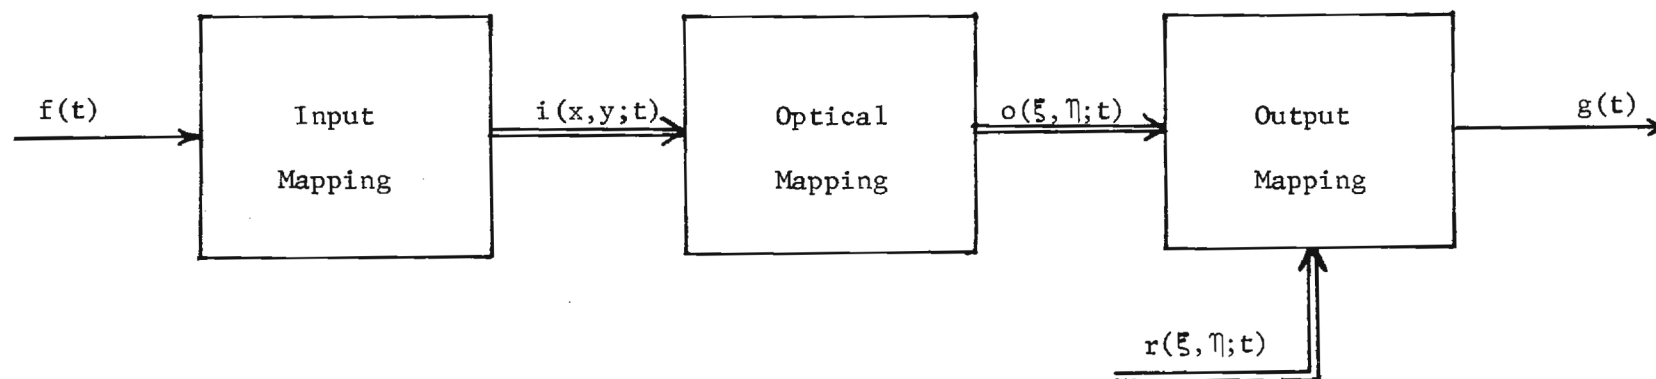 f(t)
Input
Mapping
i(x,y;t)
Optical
Mapping
o(ξ,η;t)
Output
Mapping
g(t)
r(ξ,η;t)